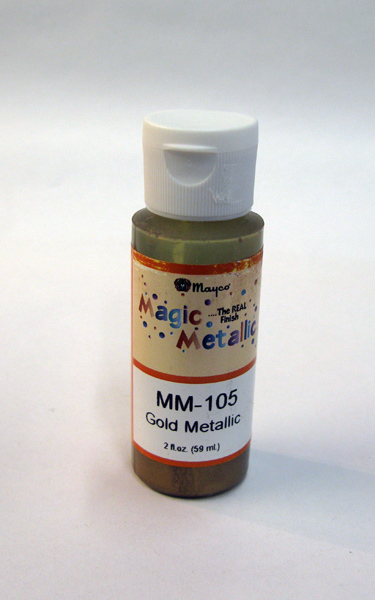 Mayco
Magic
....The REAL
Finish
Metallic
MM-105
Gold Metallic
2 fl.oz. (59 ml.)